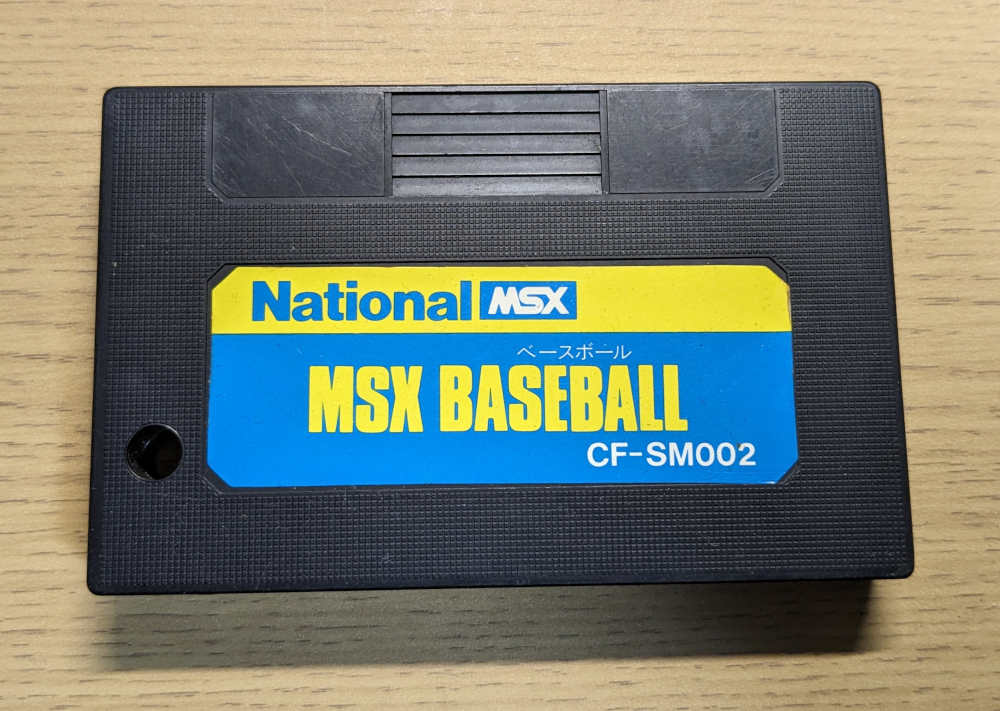 National MSX
ベースボール
MSX BASEBALL
CF-SM002